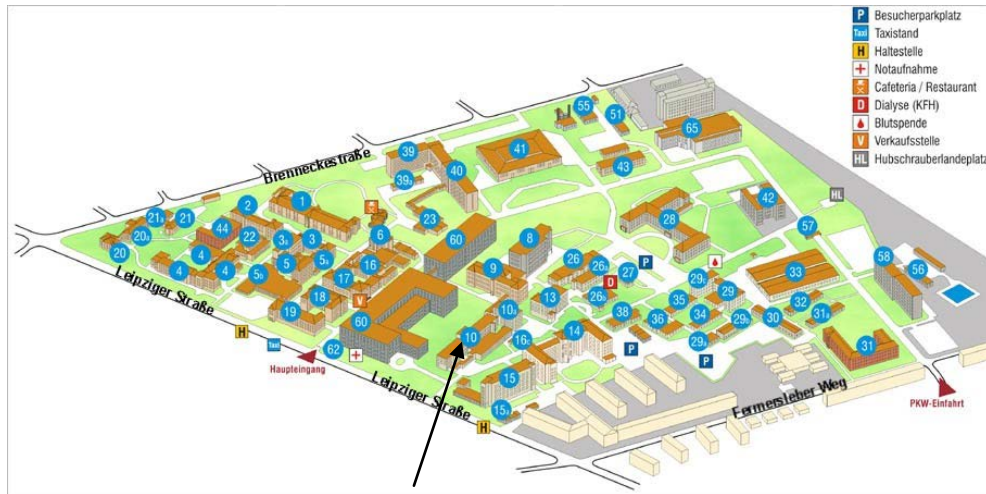 P Besucherparkplatz
Taxi Taxistand
H Haltestelle
Notaufnahme
Cafeteria / Restaurant
D Dialyse (KFH)
Blutspende
V Verkaufsstelle
HL Hubschrauberlandeplatz
Brenneckestraße
55
51
65
39
41
39a
40
43
42
HL
2
1
21a
21
23
28
20a
44
6
57
20
4
22
3a
3
60
8
5a
16
26
26a
27
P
58
56
4
4
5b
5
17
9
D
29c
33
18
V
13
26b
35
29
19
60
10a
38
36
34
29b
30
32
31a
Leipziger Straße
H
Taxi
62
10
16c
14
P
29a
P
31
Haupteingang
15
Leipziger Straße
15a
H
Fermersleber Weg
PKW-Einfahrt